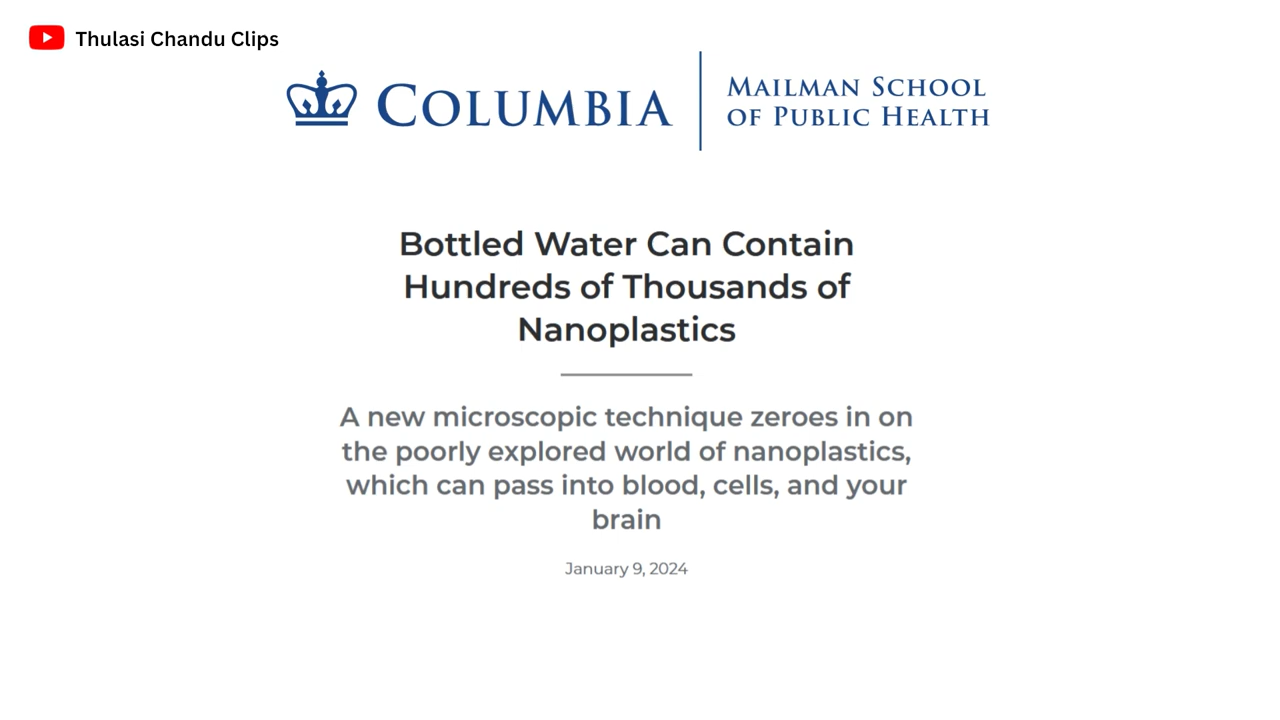 Thulasi Chandu Clips
COLUMBIA
MAILMAN SCHOOL
OF PUBLIC HEALTH
Bottled Water Can Contain
Hundreds of Thousands of
Nanoplastics
A new microscopic technique zeroes in on
the poorly explored world of nanoplastics,
which can pass into blood, cells, and your
brain
January 9, 2024